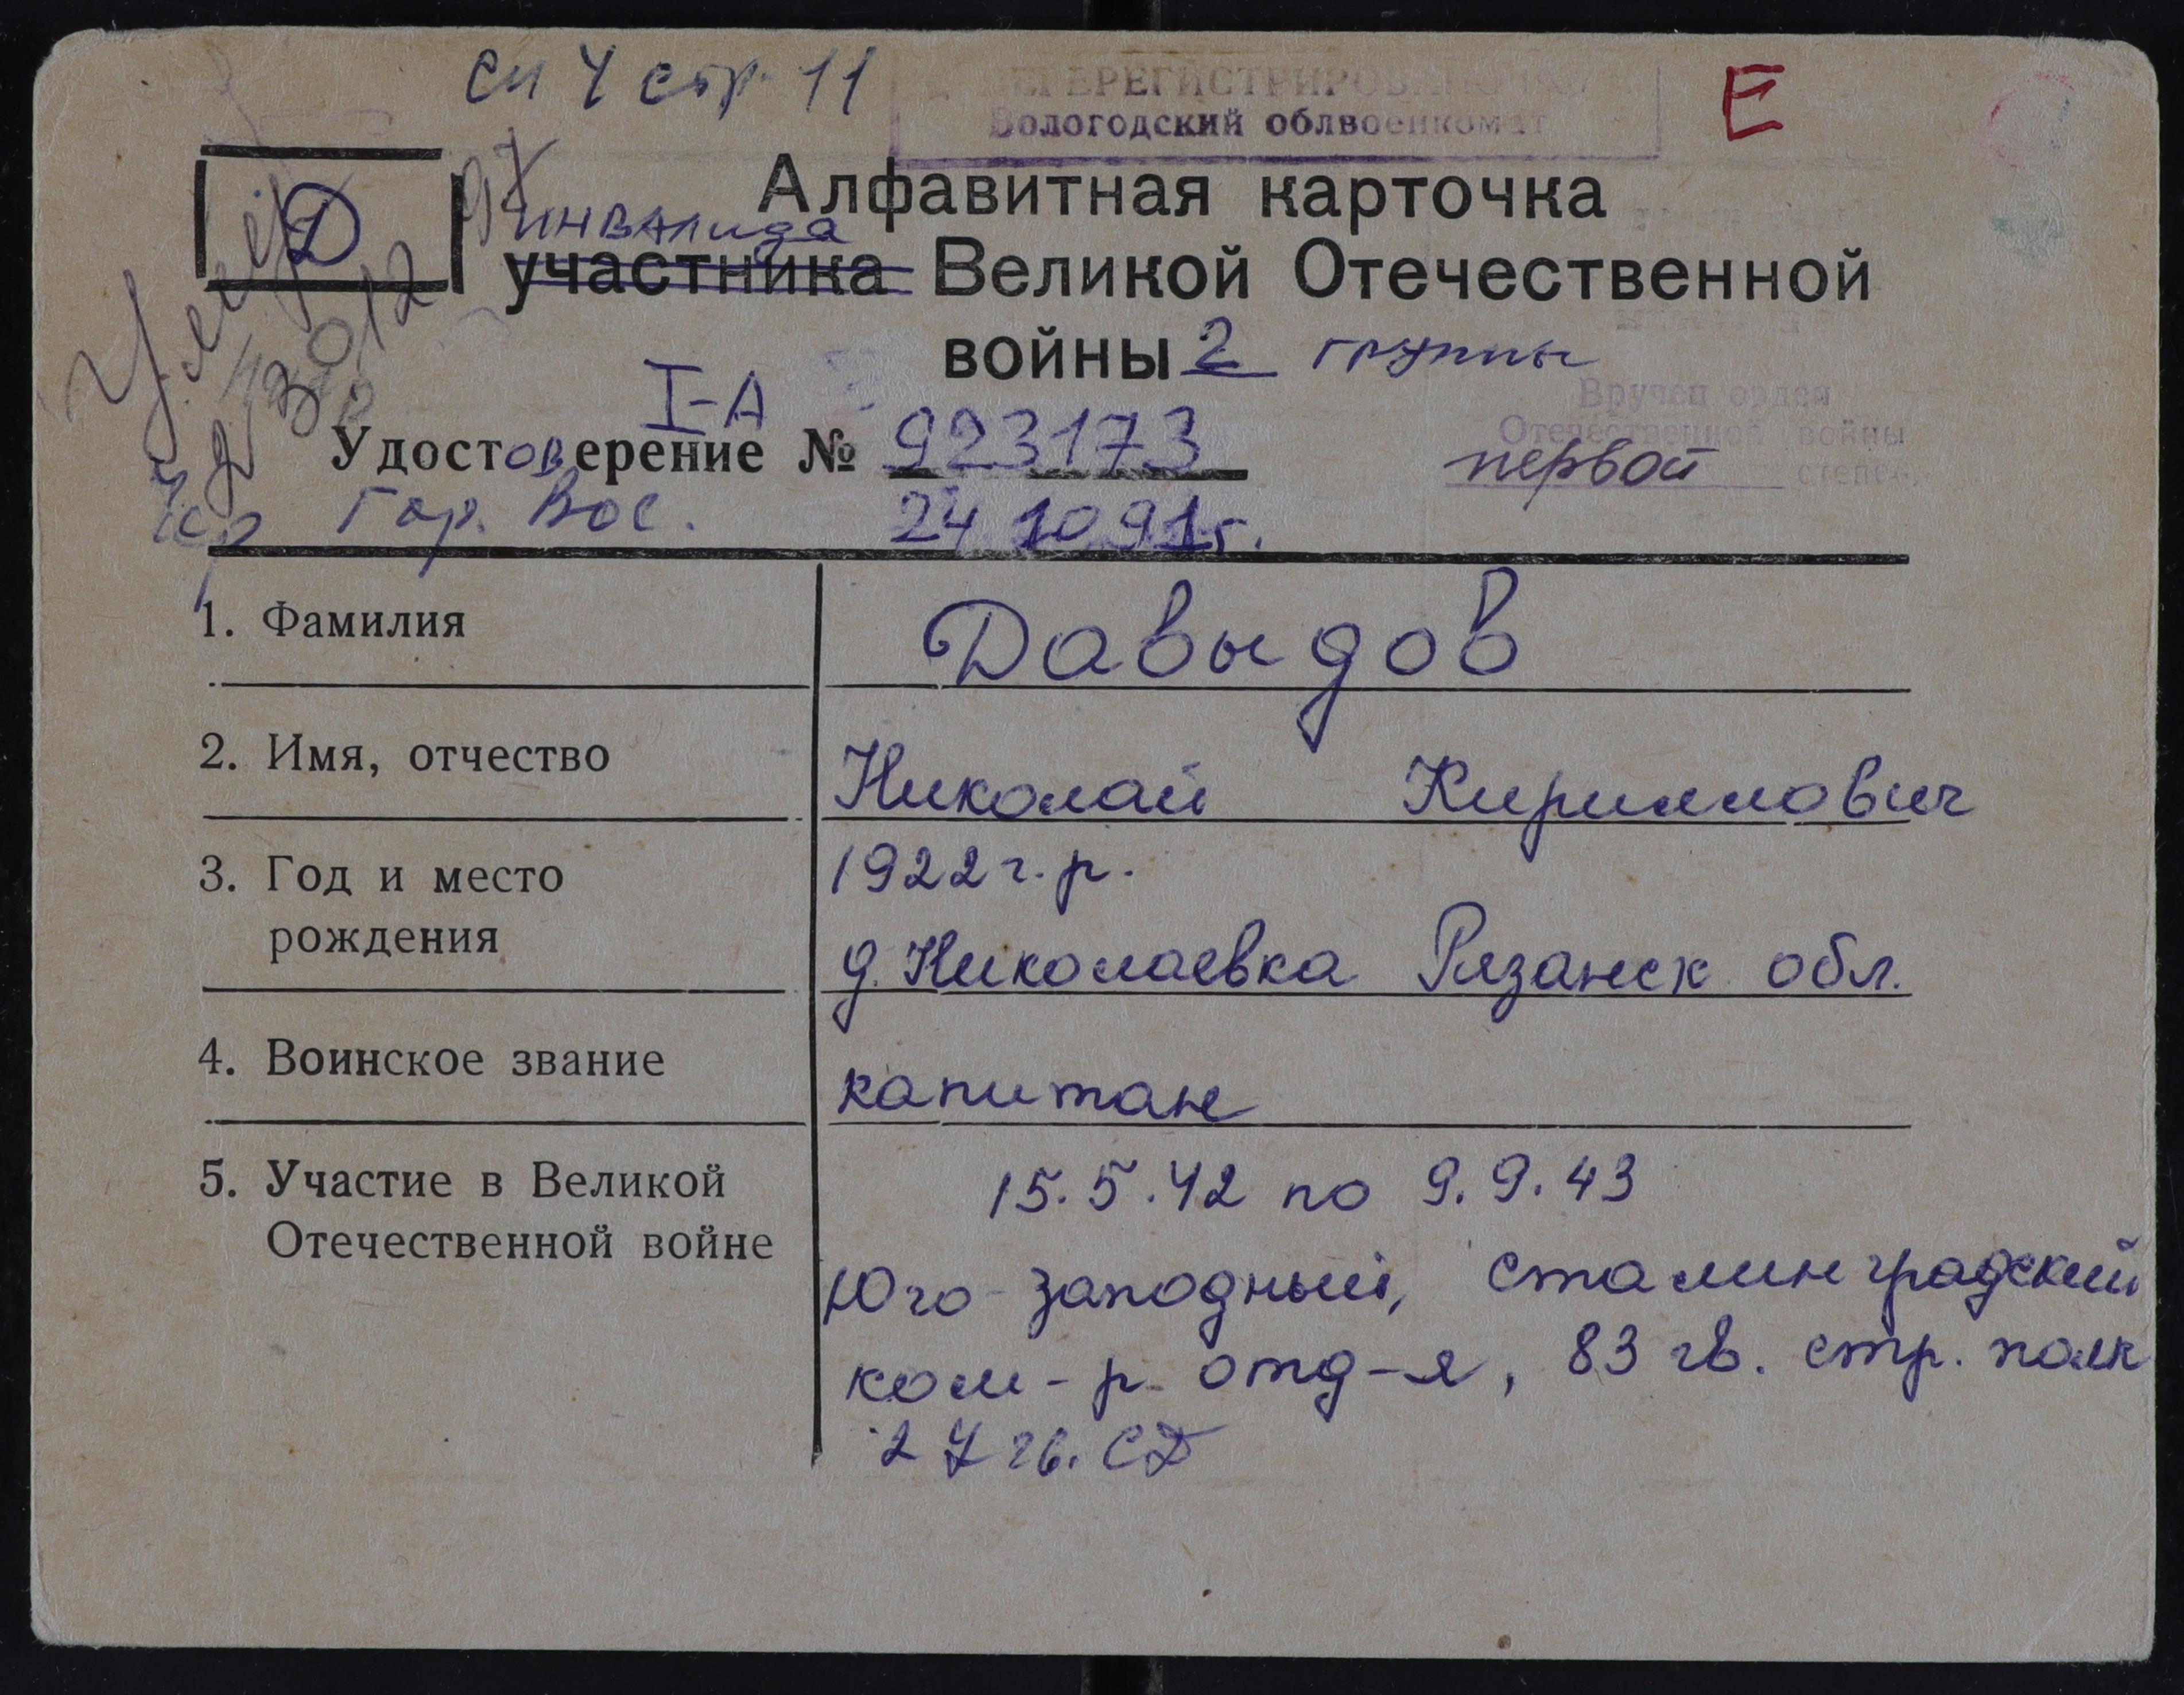 сп 4 стр. 11
ПЕРЕРЕГИСТРИРОВАНО
Вологодский облвоенкомат
Е
Д
Алфавитная карточка
инвалида
участника Великой Отечественной
войны 2 группы
I-А
Удостоверение № 923173
Вручен орден
Отечественной войны
первой степени
Гор. Вос. 24 10 91г.
1. Фамилия Давыдов
2. Имя, отчество Николай Кириллович
3. Год и место 1922 г.р.
рождения д. Николаевка Рязанск обл.
4. Воинское звание капитан
5. Участие в Великой 15.5.42 по 9.9.43
Отечественной войне Юго-западный, сталинградский
ком-р отд-я, 83 гв. стр. полк
27 гв. СД